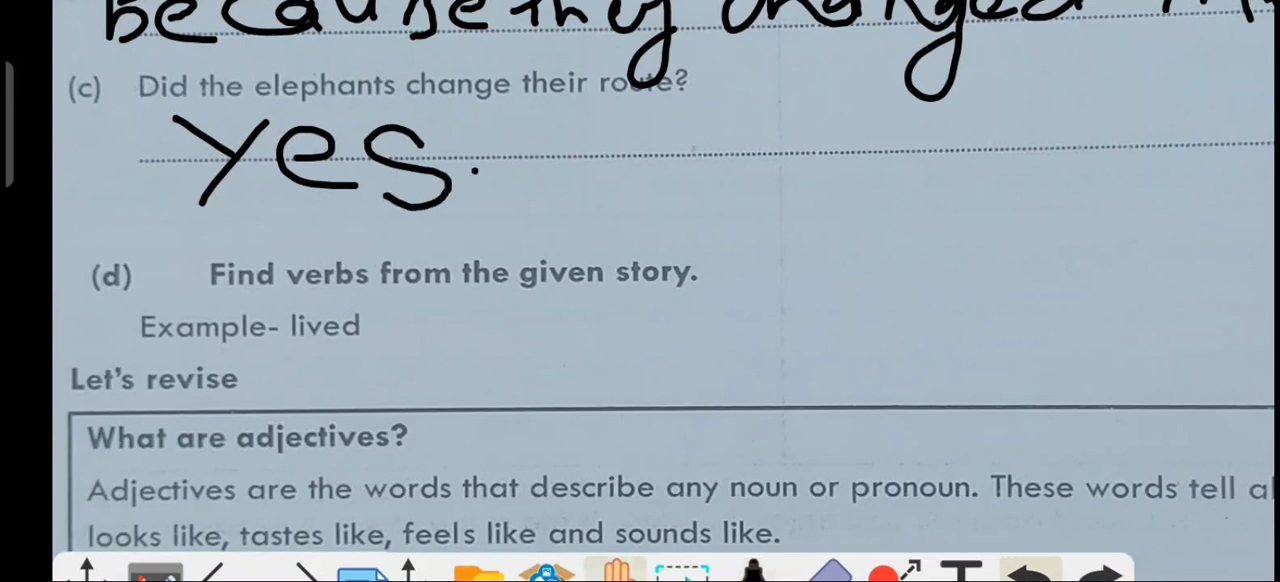 because they changed
(c) Did the elephants change their route?
yes.
(d) Find verbs from the given story.
Example- lived
Let's revise
What are adjectives?
Adjectives are the words that describe any noun or pronoun. These words tell
looks like, tastes like, feels like and sounds like.